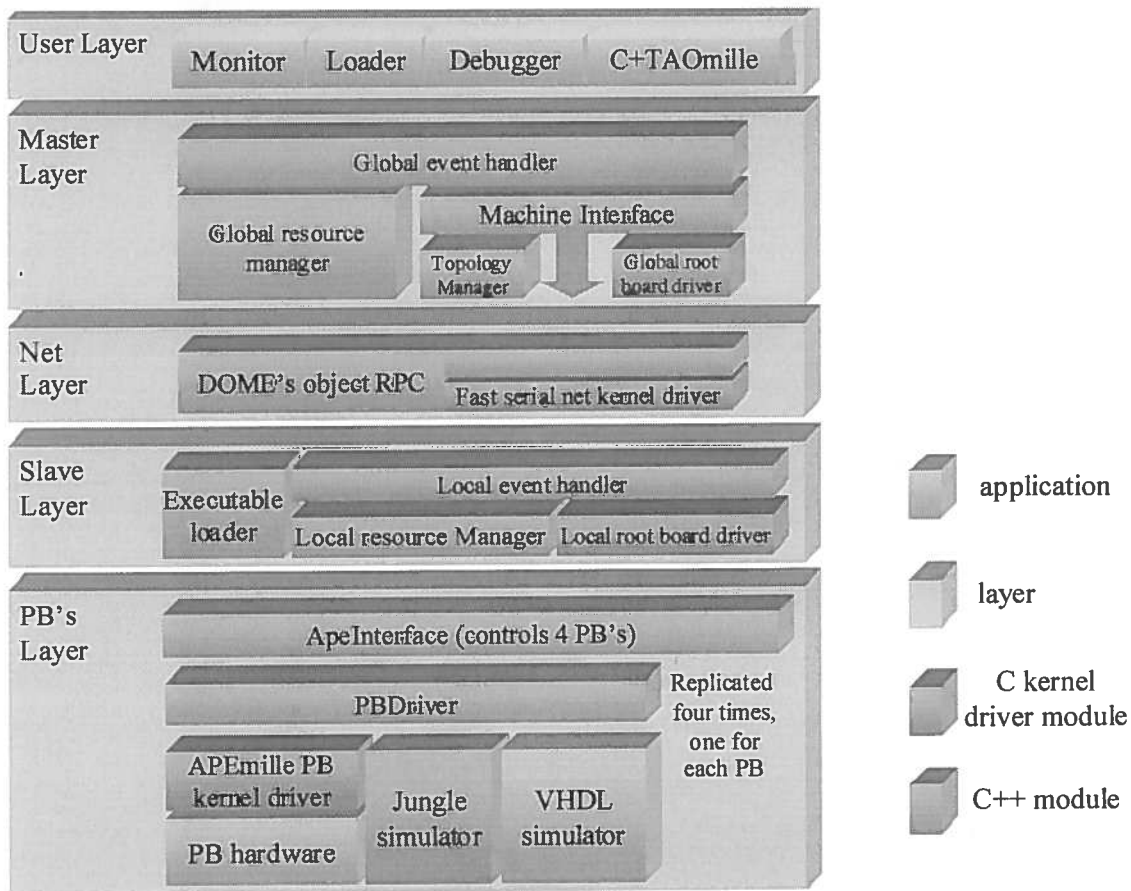 User Layer
Monitor
Loader
Debugger
C+TAOmille
Master
Layer
Global event handler
Global resource
manager
Machine Interface
Topology
Manager
Global root
board driver
Net
Layer
DOME's object RPC
Fast serial net kernel driver
Slave
Layer
Executable
loader
Local event handler
Local resource Manager
Local root board driver
PB's
Layer
ApeInterface (controls 4 PB's)
PBDriver
Replicated
four times,
one for
each PB
APEmille PB
kernel driver
PB hardware
Jungle
simulator
VHDL
simulator
application
layer
C kernel
driver module
C++ module